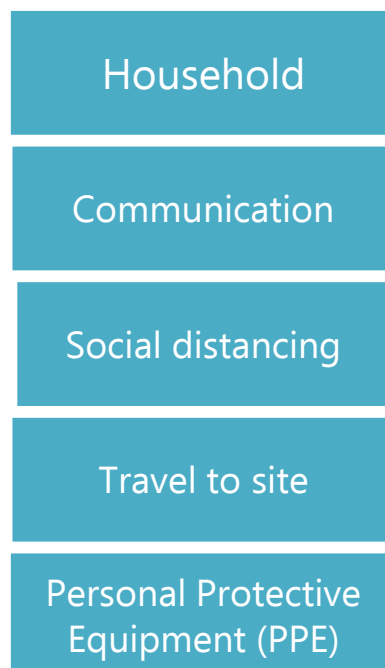 Household
Communication
Social distancing
Travel to site
Personal Protective
Equipment (PPE)